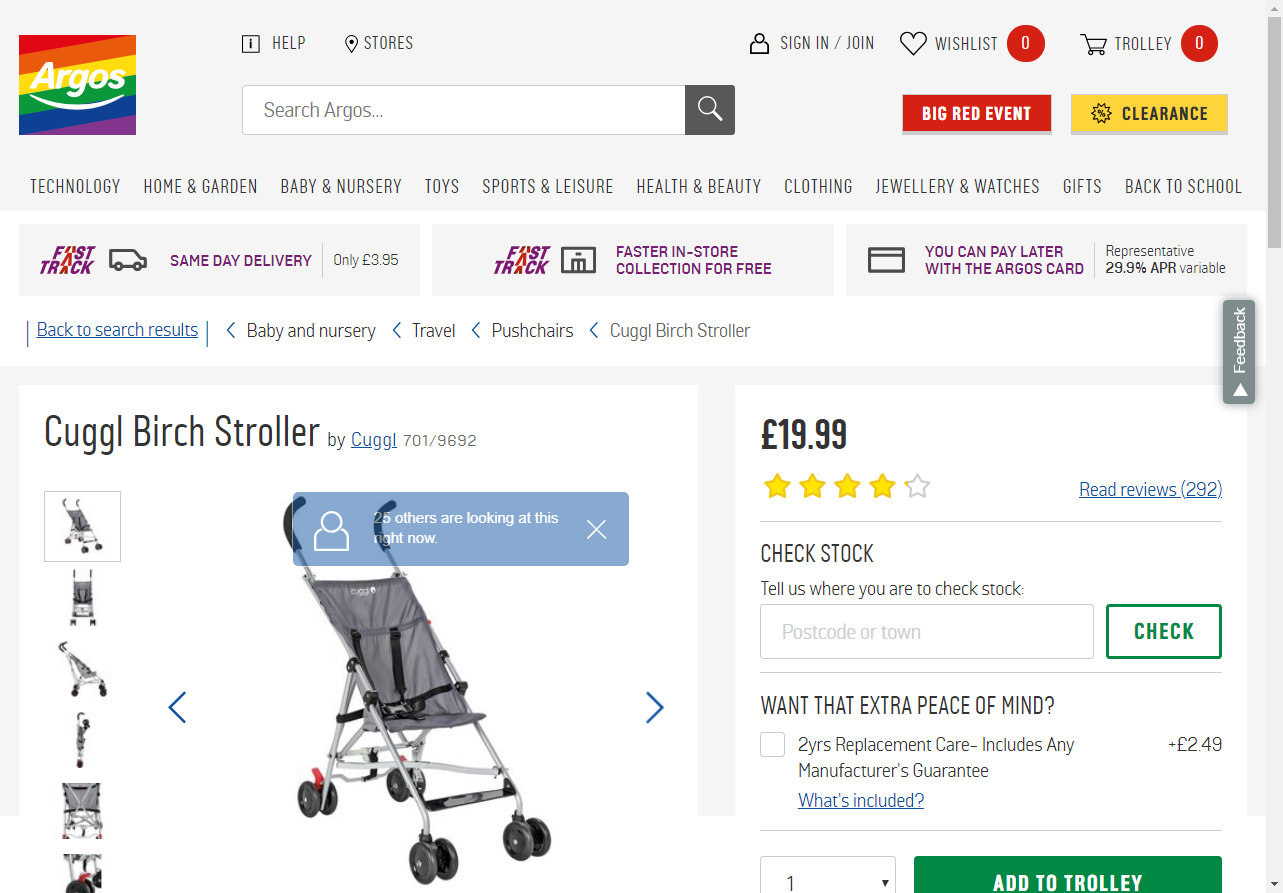 Argos
HELP
STORES
SIGN IN / JOIN
WISHLIST 0
TROLLEY 0
Search Argos...
BIG RED EVENT
CLEARANCE
TECHNOLOGY HOME & GARDEN BABY & NURSERY TOYS SPORTS & LEISURE HEALTH & BEAUTY CLOTHING JEWELLERY & WATCHES GIFTS BACK TO SCHOOL
FAST TRACK
SAME DAY DELIVERY
Only £3.95
FAST TRACK
FASTER IN-STORE
COLLECTION FOR FREE
YOU CAN PAY LATER
WITH THE ARGOS CARD
Representative
29.9% APR variable
Feedback
Back to search results
Baby and nursery
Travel
Pushchairs
Cuggl Birch Stroller
Cuggl Birch Stroller by Cuggl 701/9692
25 others are looking at this
right now.
cuggl
£19.99
Read reviews (292)
CHECK STOCK
Tell us where you are to check stock:
Postcode or town
CHECK
WANT THAT EXTRA PEACE OF MIND?
2yrs Replacement Care- Includes Any
Manufacturer's Guarantee
+£2.49
What's included?
1
ADD TO TROLLEY